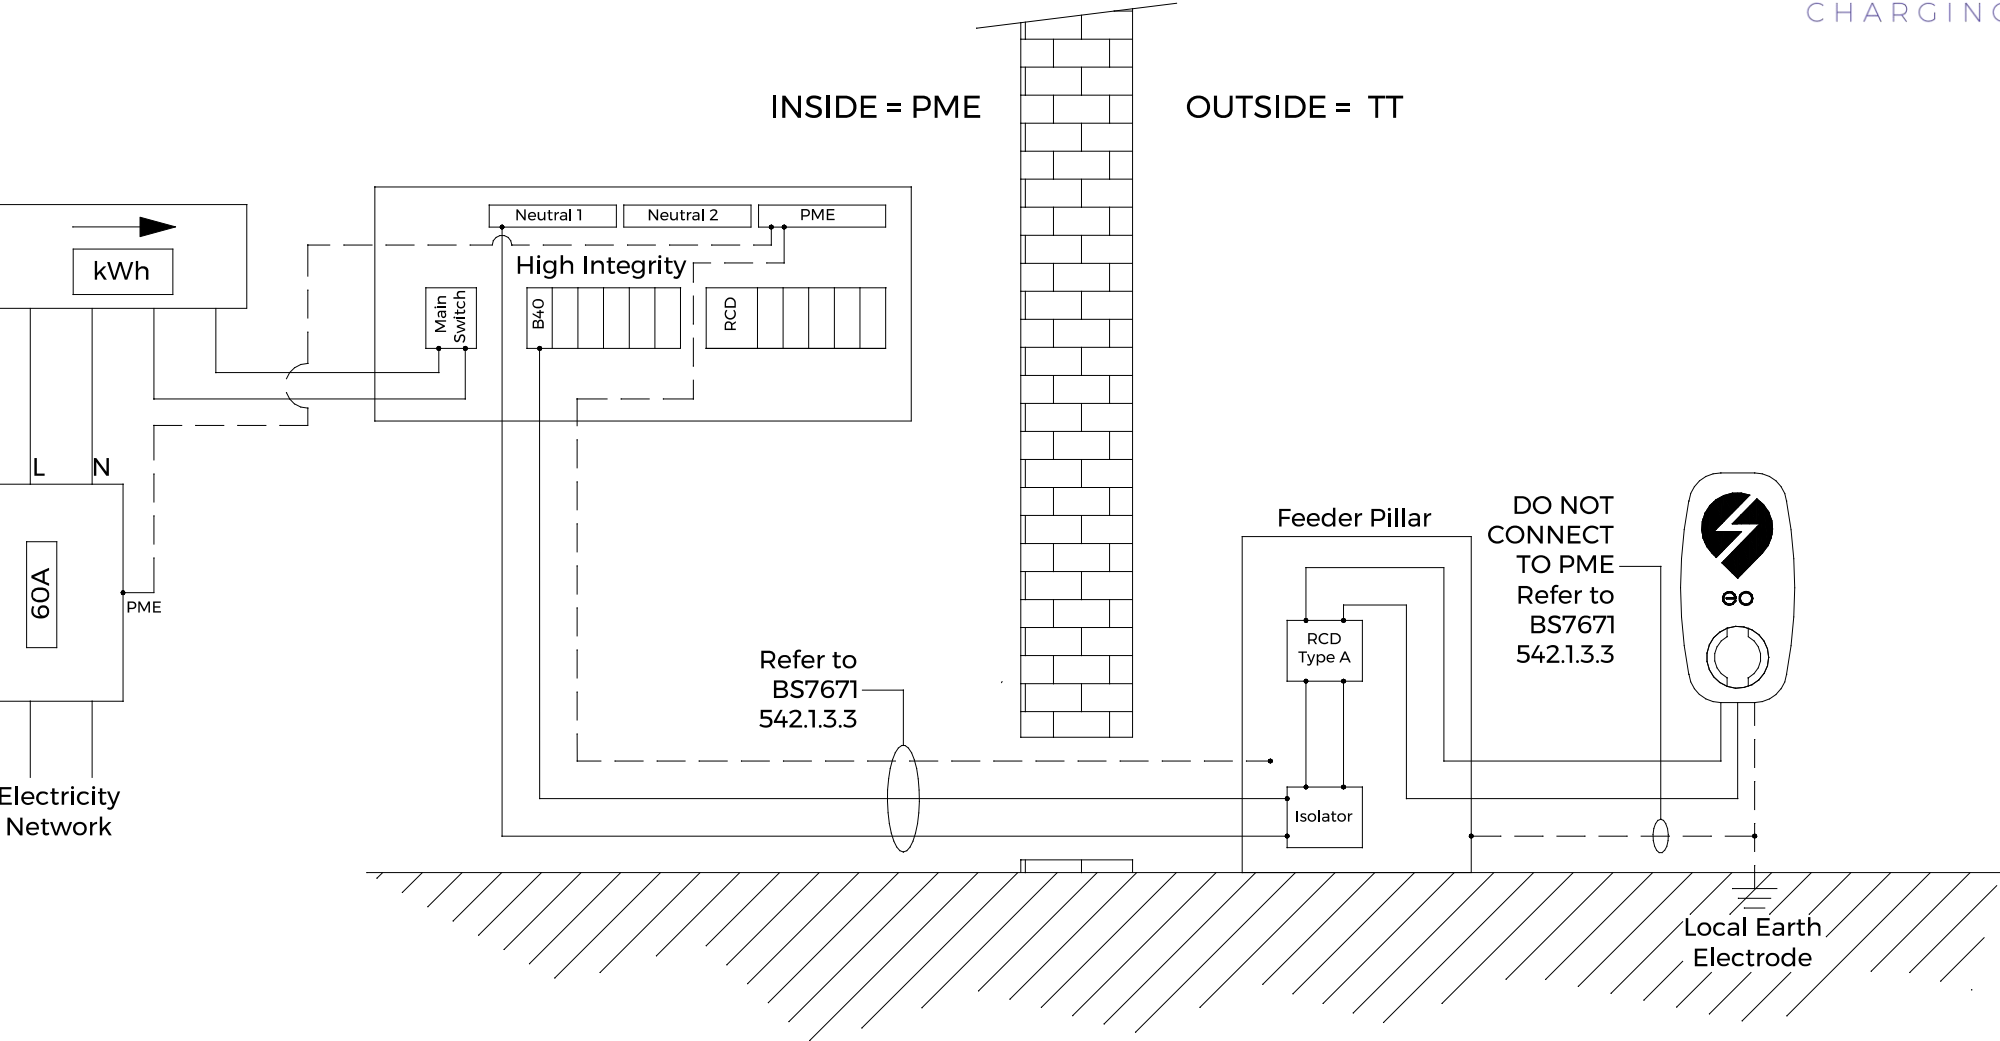 CHARGING
INSIDE = PME
OUTSIDE = TT
Neutral 1
Neutral 2
PME
kWh
High Integrity
Main
Switch
B40
RCD
L
N
60A
PME
Electricity
Network
Refer to
BS7671
542.1.3.3
Feeder Pillar
RCD
Type A
Isolator
DO NOT
CONNECT
TO PME
Refer to
BS7671
542.1.3.3
eo
Local Earth
Electrode